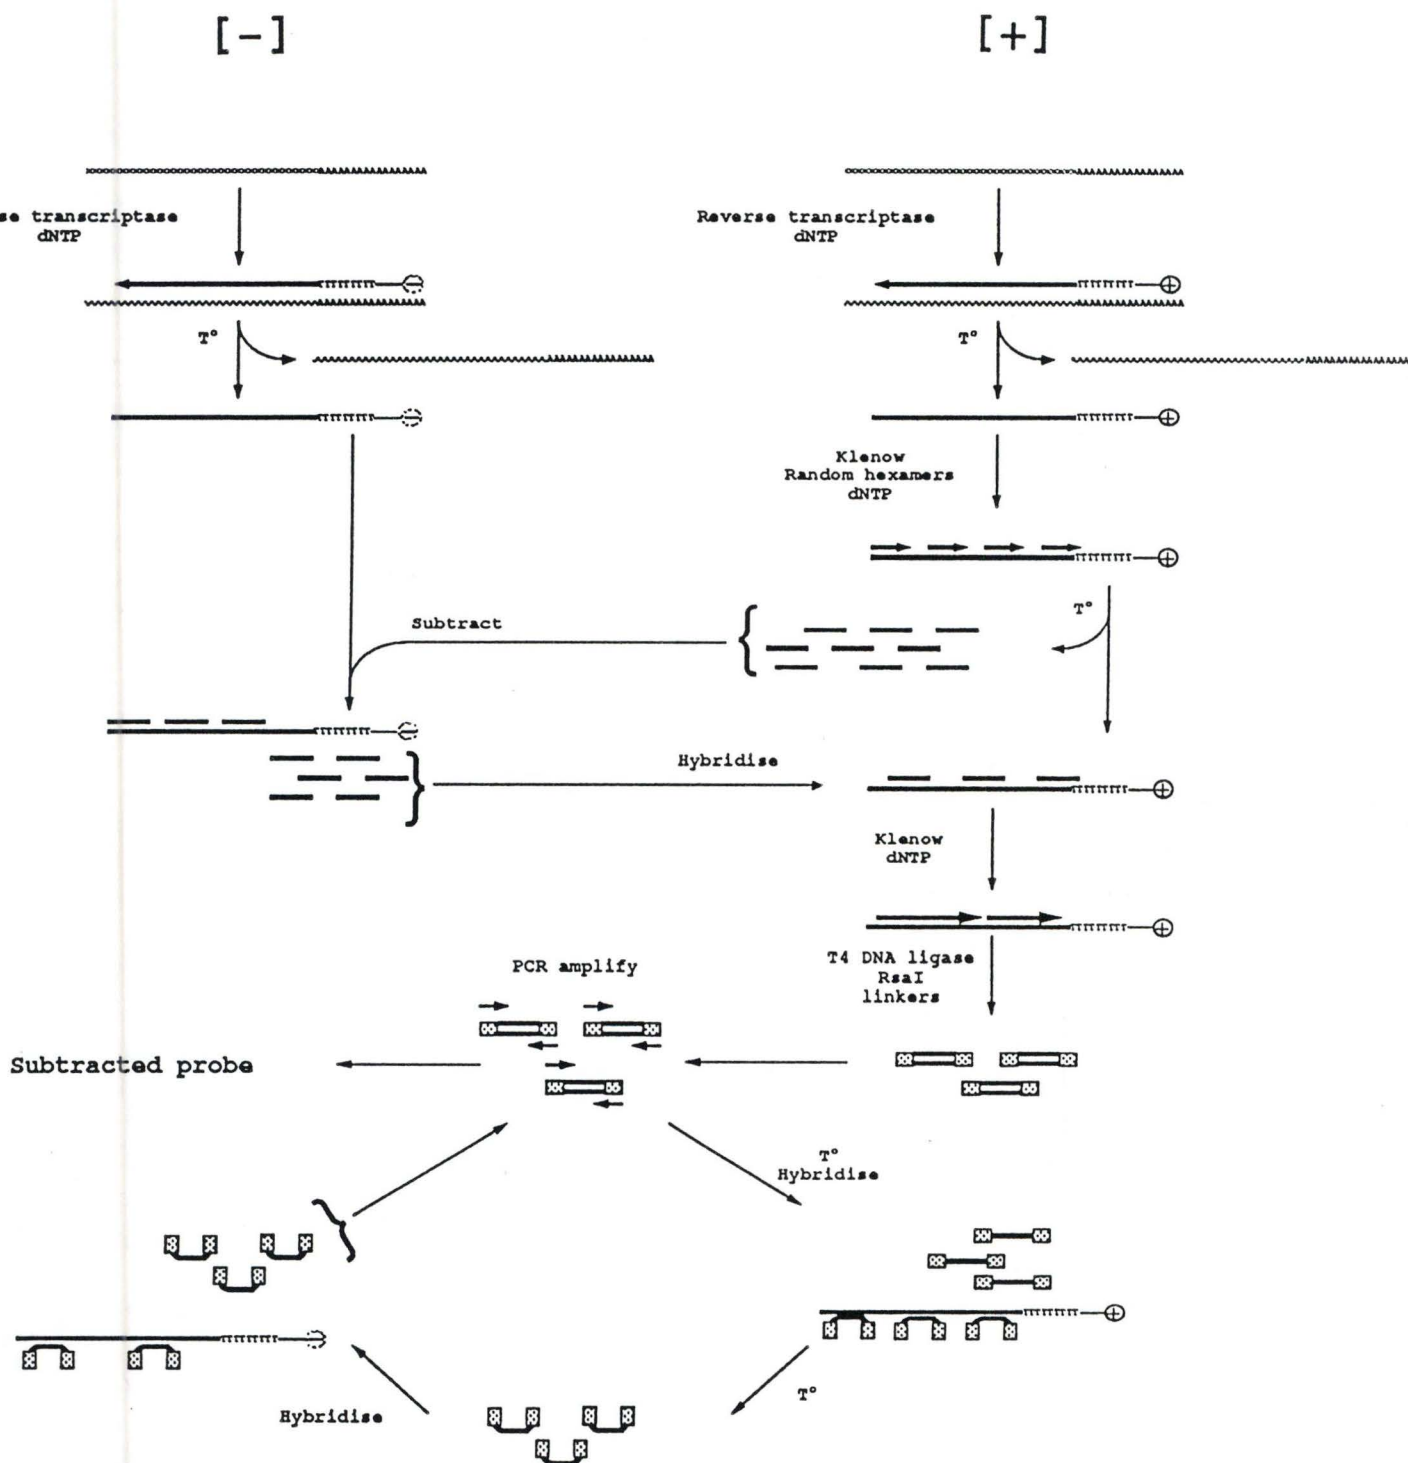 [-]
[+]
se transcriptase
dNTP
Reverse transcriptase
dNTP
T°
T°
Klenow
Random hexamers
dNTP
Subtract
T°
Hybridise
Klenow
dNTP
T4 DNA ligase
RsaI
linkers
PCR amplify
Subtracted probe
T°
Hybridise
T°
Hybridise